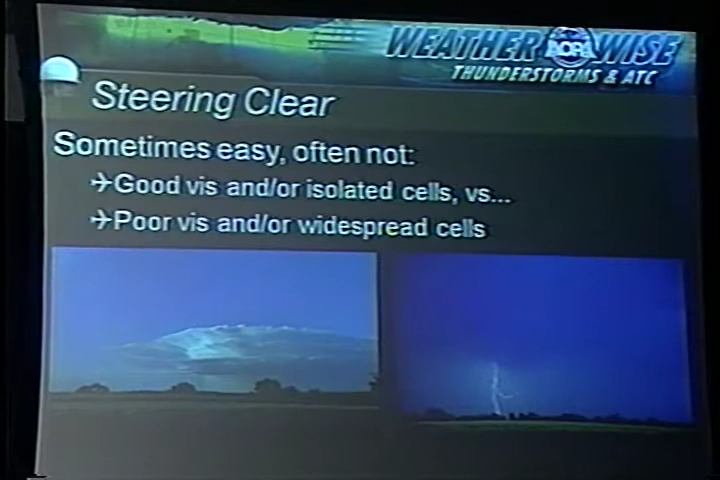 WEATHER WISE
AOPA
THUNDERSTORMS & ATC
Steering Clear
Sometimes easy, often not:
Good vis and/or isolated cells, vs...
Poor vis and/or widespread cells